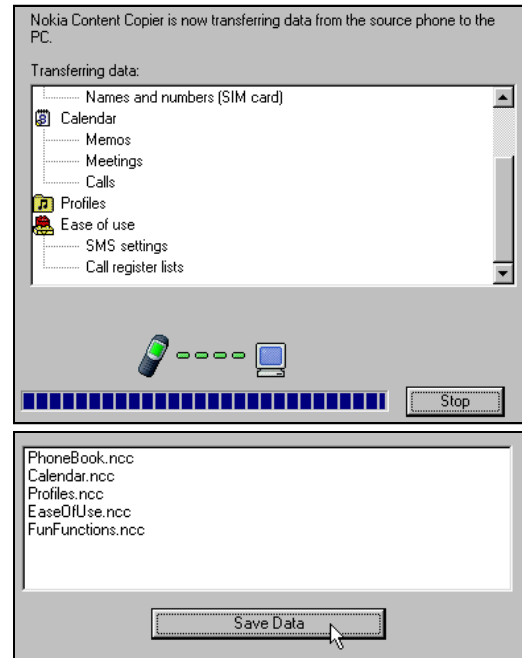 Nokia Content Copier is now transferring data from the source phone to the
PC.
Transferring data:
Names and numbers (SIM card)
Calendar
Memos
Meetings
Calls
Profiles
Ease of use
SMS settings
Call register lists
Stop
PhoneBook.ncc
Calendar.ncc
Profiles.ncc
EaseOfUse.ncc
FunFunctions.ncc
Save Data